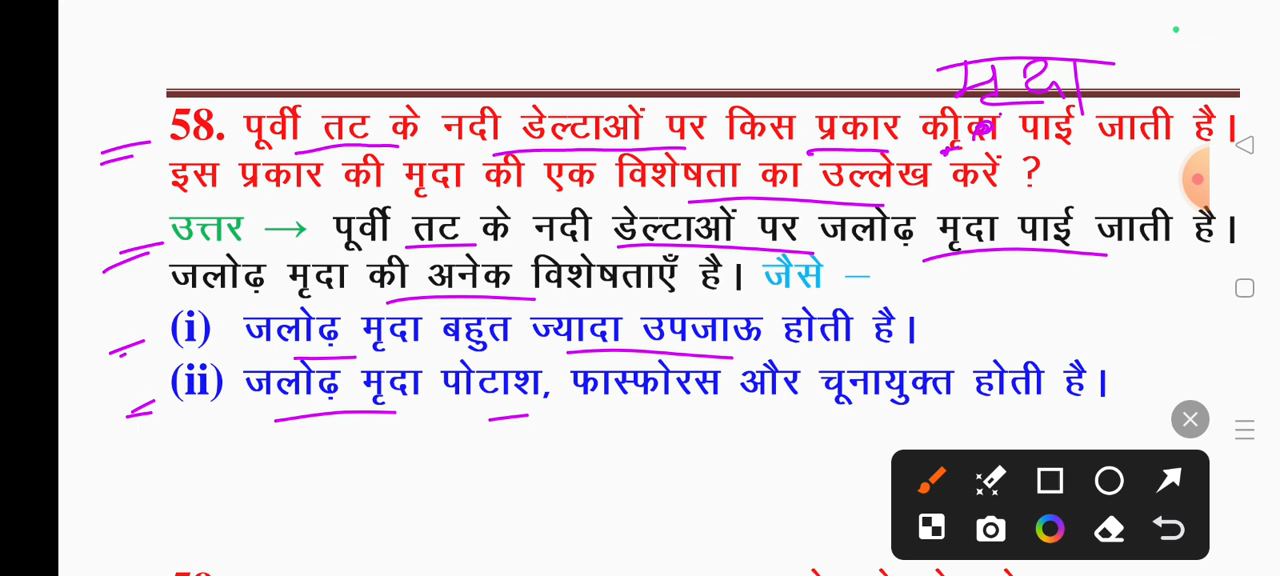 मृदा
58. पूर्वी तट के नदी डेल्टाओं पर किस प्रकार की पाई जाती है।
इस प्रकार की मृदा की एक विशेषता का उल्लेख करें ?
उत्तर → पूर्वी तट के नदी डेल्टाओं पर जलोढ़ मृदा पाई जाती है।
जलोढ़ मृदा की अनेक विशेषताएँ है। जैसे –
(i) जलोढ़ मृदा बहुत ज्यादा उपजाऊ होती है।
(ii) जलोढ़ मृदा पोटाश, फास्फोरस और चूनायुक्त होती है।